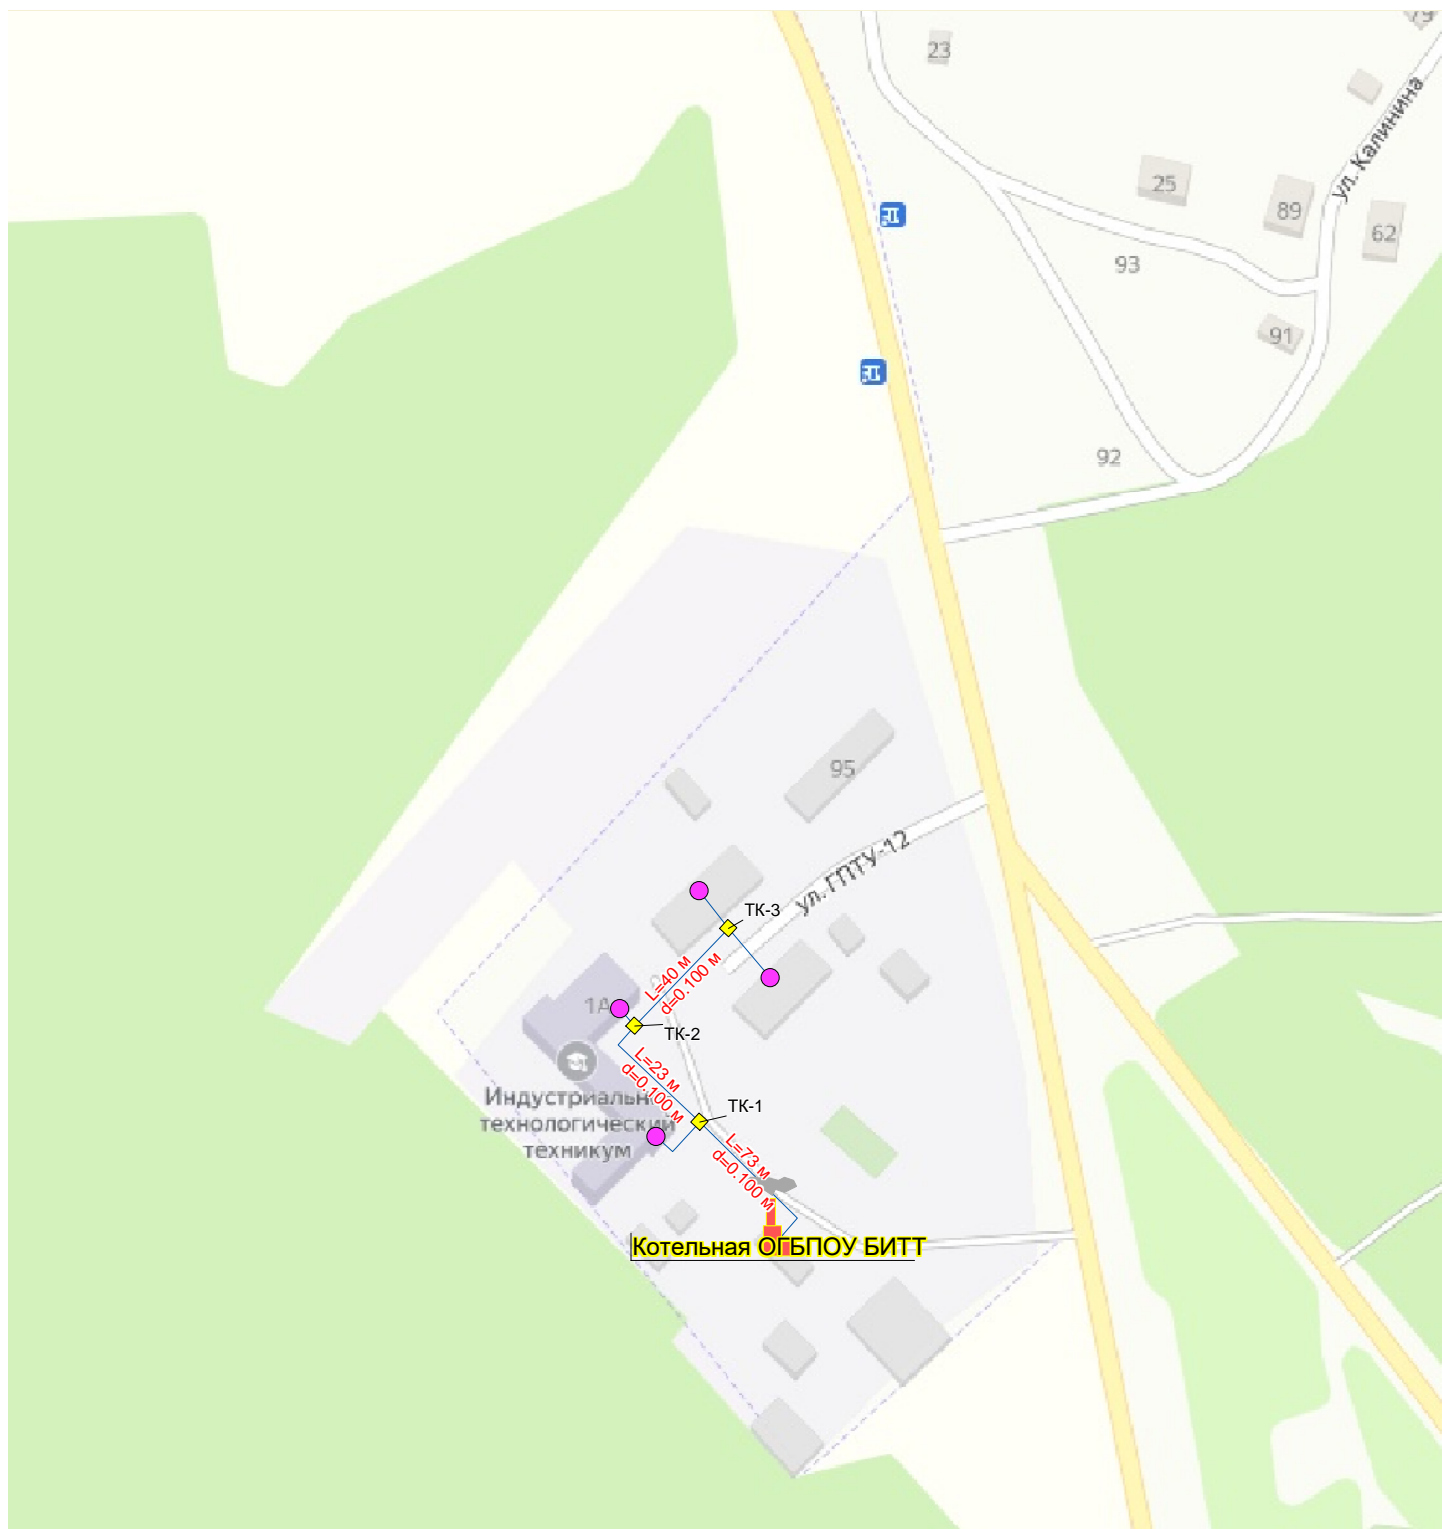 79
23
ул. Калинина
25
89
62
93
91
92
95
ул. ГПТУ-12
ТК-3
L=40 м
d=0.100 м
1А
ТК-2
L=23 м
d=0.100 м
Индустриальн
технологический
техникум
ТК-1
L=73 м
d=0.100 м
Котельная ОГБПОУ БИТТ